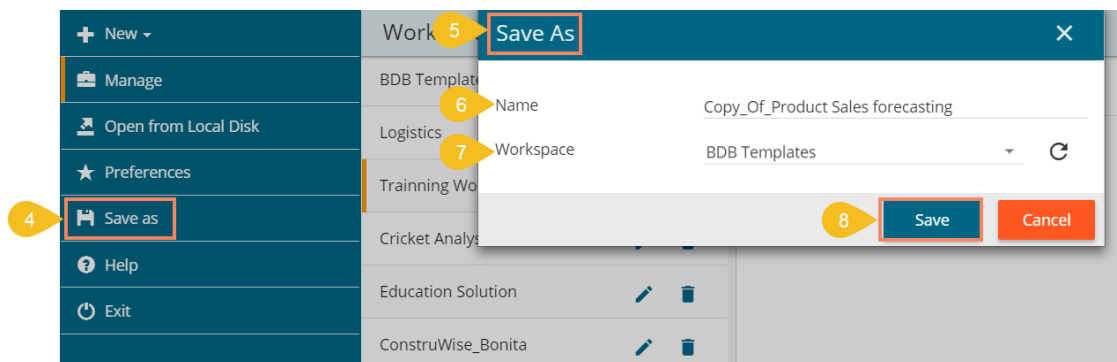 New
Manage
Open from Local Disk
Preferences
4
Save as
Help
Exit
Work
BDB Templat
Logistics
Trainning Wo
Cricket Analys
Education Solution
ConstruWise_Bonita
5
Save As
6
Name
Copy_Of_Product Sales forecasting
7
Workspace
BDB Templates
8
Save
Cancel